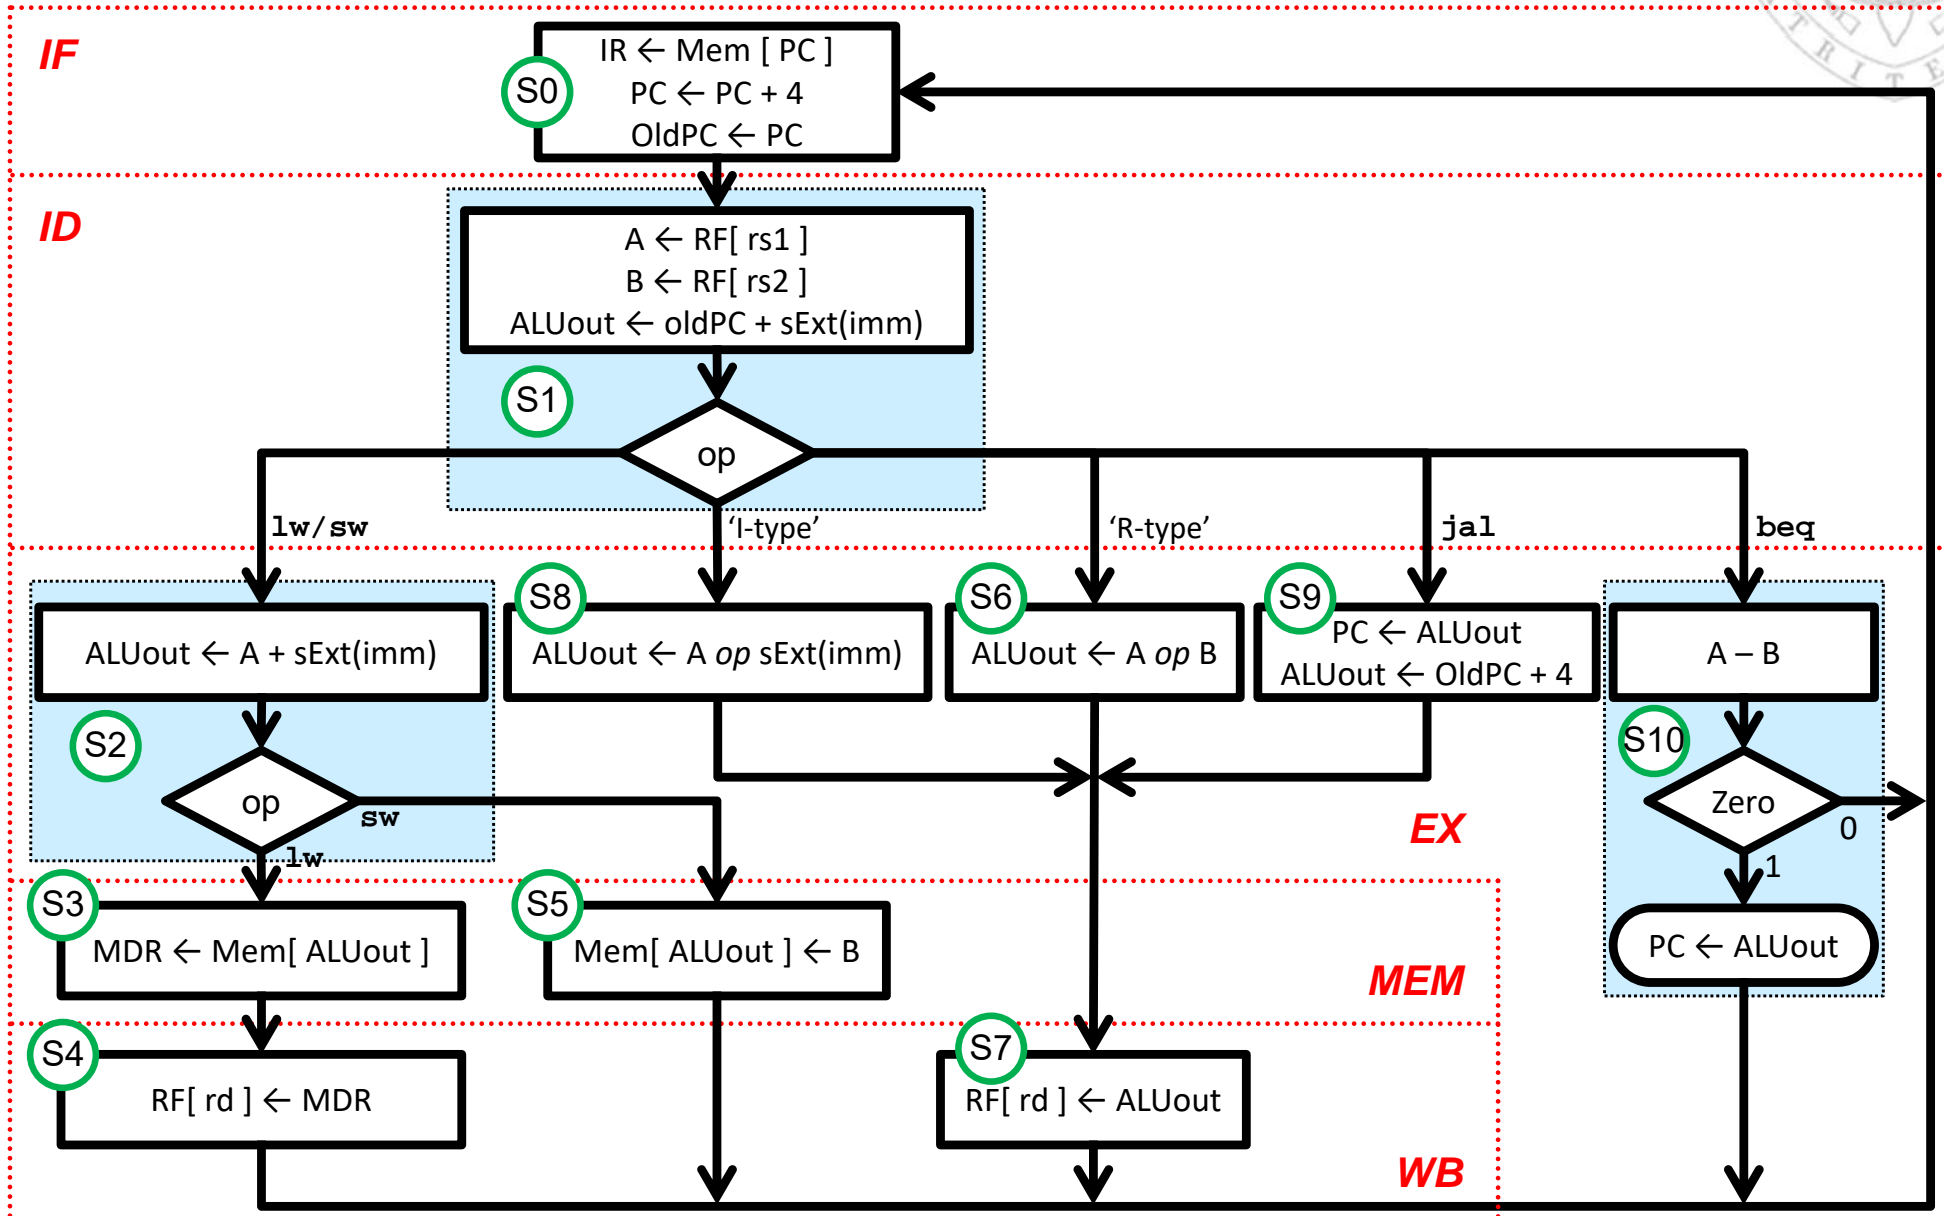 IF
S0
IR ← Mem [ PC ]
PC ← PC + 4
OldPC ← PC
TRITE
ID
A ← RF[ rs1 ]
B ← RF[ rs2 ]
ALUout ← oldPC + sExt(imm)
S1
op
lw/sw
‘I-type’
‘R-type’
jal
beq
S8
S6
S9
ALUout ← A + sExt(imm)
ALUout ← A op sExt(imm)
ALUout ← A op B
PC ← ALUout
ALUout ← OldPC + 4
A – B
S2
S10
op
sw
lw
Zero
0
1
EX
S3
MDR ← Mem[ ALUout ]
S5
Mem[ ALUout ] ← B
PC ← ALUout
MEM
S4
RF[ rd ] ← MDR
S7
RF[ rd ] ← ALUout
WB